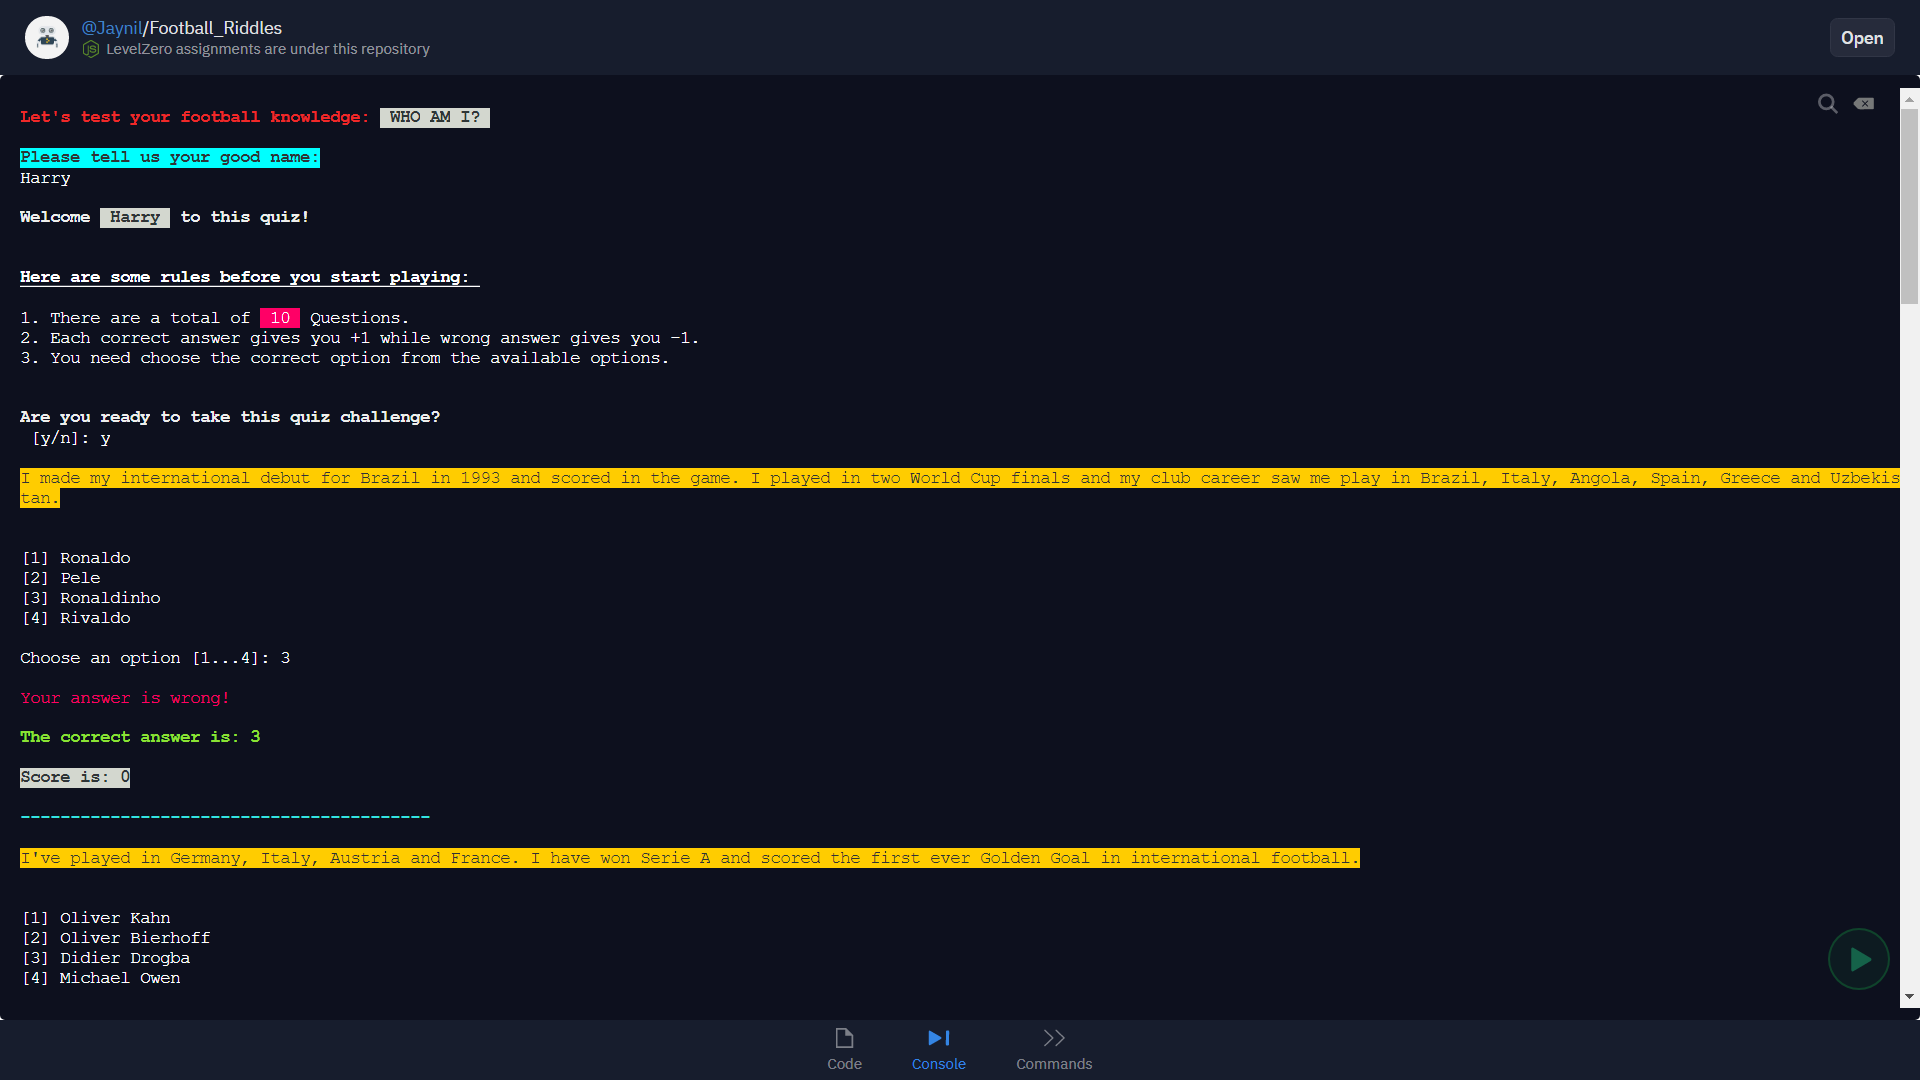 @Jaynil/Football_Riddles
LevelZero assignments are under this repository
Open
Let's test your football knowledge: WHO AM I?
Please tell us your good name:
Harry
Welcome Harry to this quiz!
Here are some rules before you start playing:
1. There are a total of 10 Questions.
2. Each correct answer gives you +1 while wrong answer gives you -1.
3. You need choose the correct option from the available options.
Are you ready to take this quiz challenge?
[y/n]: y
I made my international debut for Brazil in 1993 and scored in the game. I played in two World Cup finals and my club career saw me play in Brazil, Italy, Angola, Spain, Greece and Uzbekis
tan.
[1] Ronaldo
[2] Pele
[3] Ronaldinho
[4] Rivaldo
Choose an option [1...4]: 3
Your answer is wrong!
The correct answer is: 3
Score is: 0
-----------------------------------------
I've played in Germany, Italy, Austria and France. I have won Serie A and scored the first ever Golden Goal in international football.
[1] Oliver Kahn
[2] Oliver Bierhoff
[3] Didier Drogba
[4] Michael Owen
Code
Console
Commands